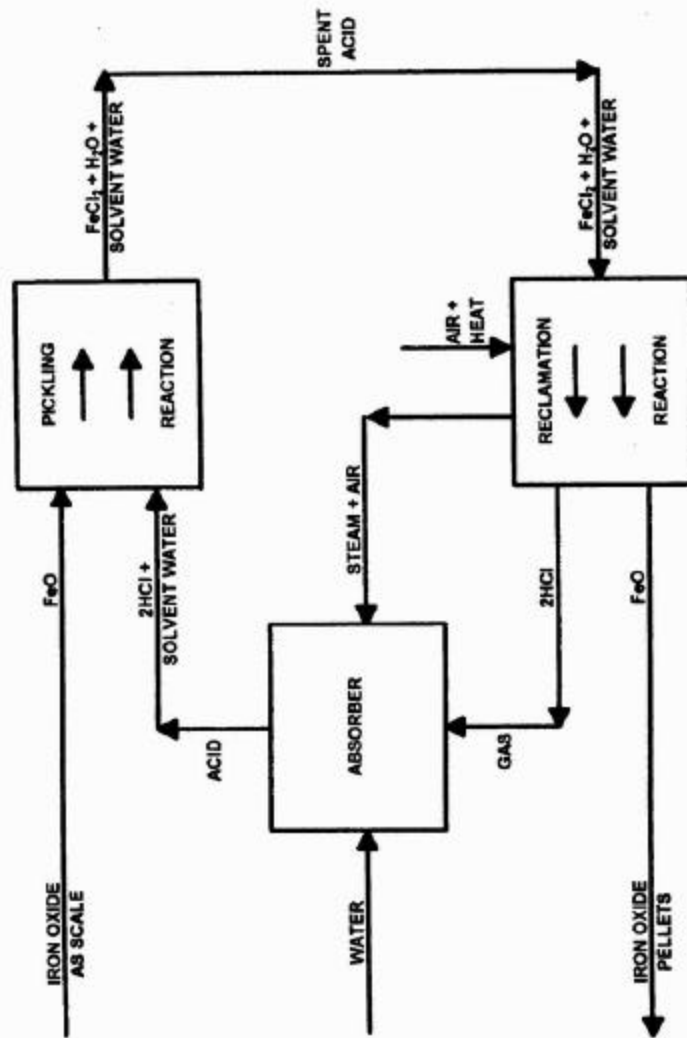 IRON OXIDE
AS SCALE
FeO
PICKLING
REACTION
FeCl₂ + H₂O +
SOLVENT WATER
SPENT
ACID
2HCl +
SOLVENT WATER
ACID
WATER
ABSORBER
STEAM + AIR
AIR +
HEAT
GAS
2HCl
RECLAMATION
REACTION
FeCl₂ + H₂O +
SOLVENT WATER
IRON OXIDE
PELLETS
FeO